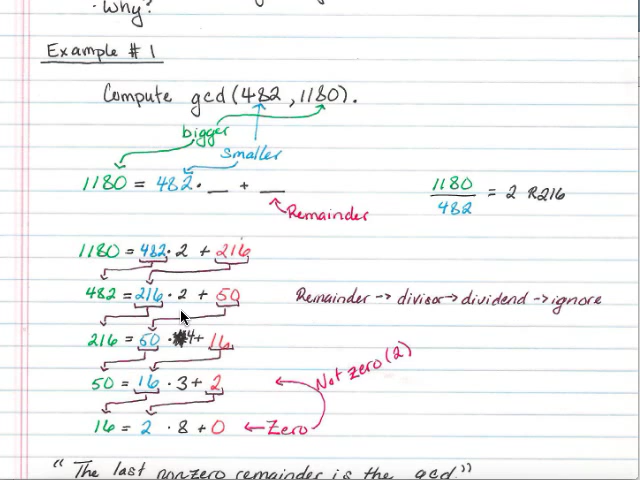 · Why?
Example # 1
Compute gcd(482, 1180).
bigger
smaller
1180 = 482 · __ + __
1180/482 = 2 R216
Remainder
1180 = 482 · 2 + 216
482 = 216 · 2 + 50
Remainder -> divisor -> dividend -> ignore
216 = 50 · 4 + 16
Not zero (2)
50 = 16 · 3 + 2
16 = 2 · 8 + 0 ← Zero
"The last nonzero remainder is the gcd."